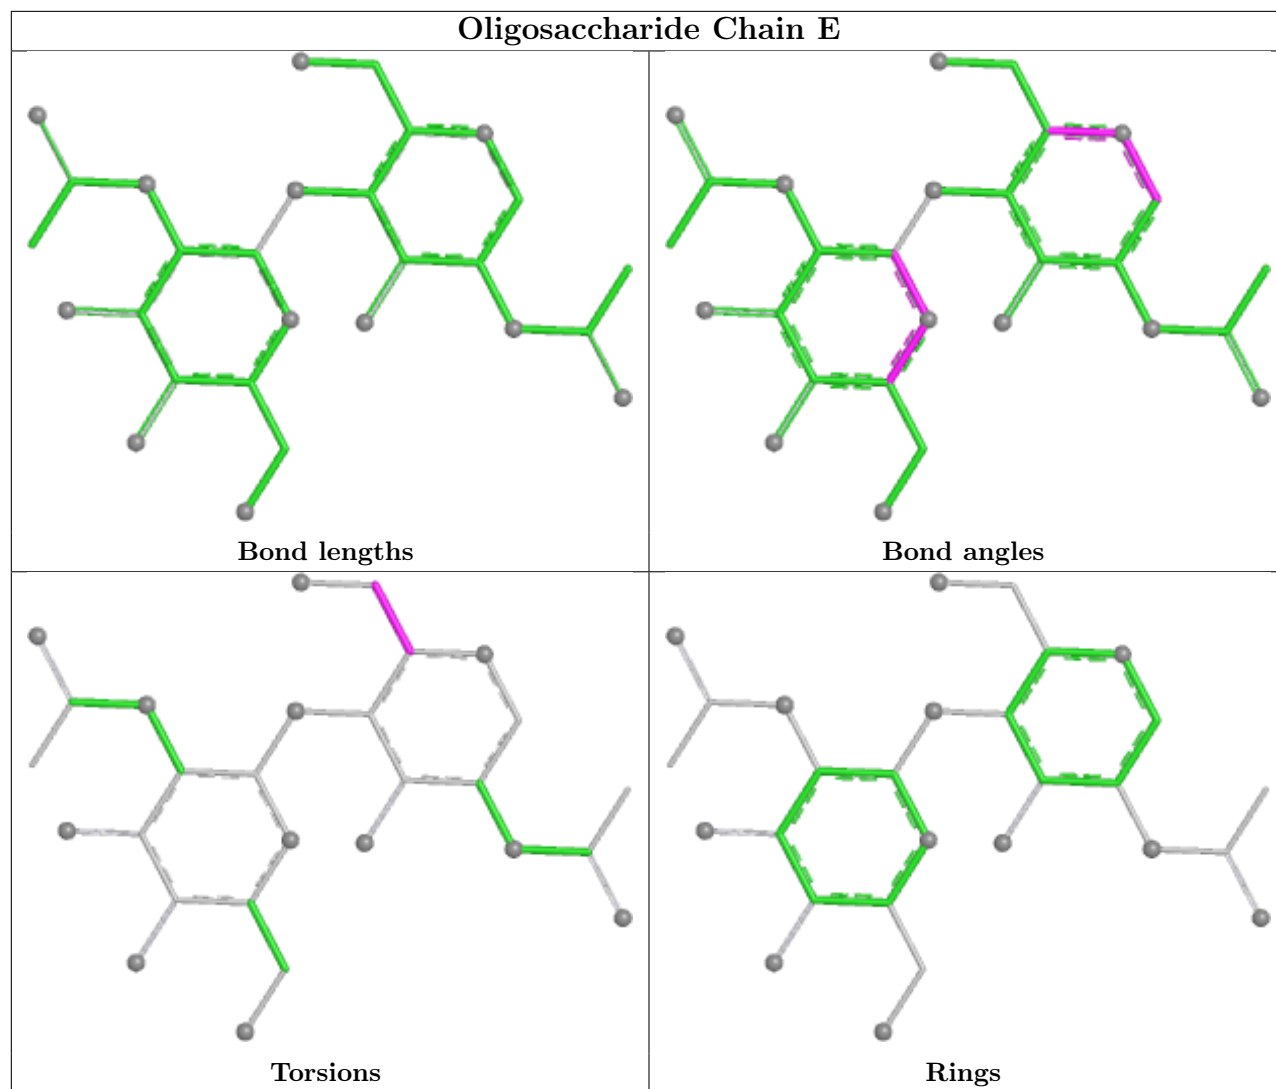 Oligosaccharide Chain E
Bond lengths
Bond angles
Torsions
Rings